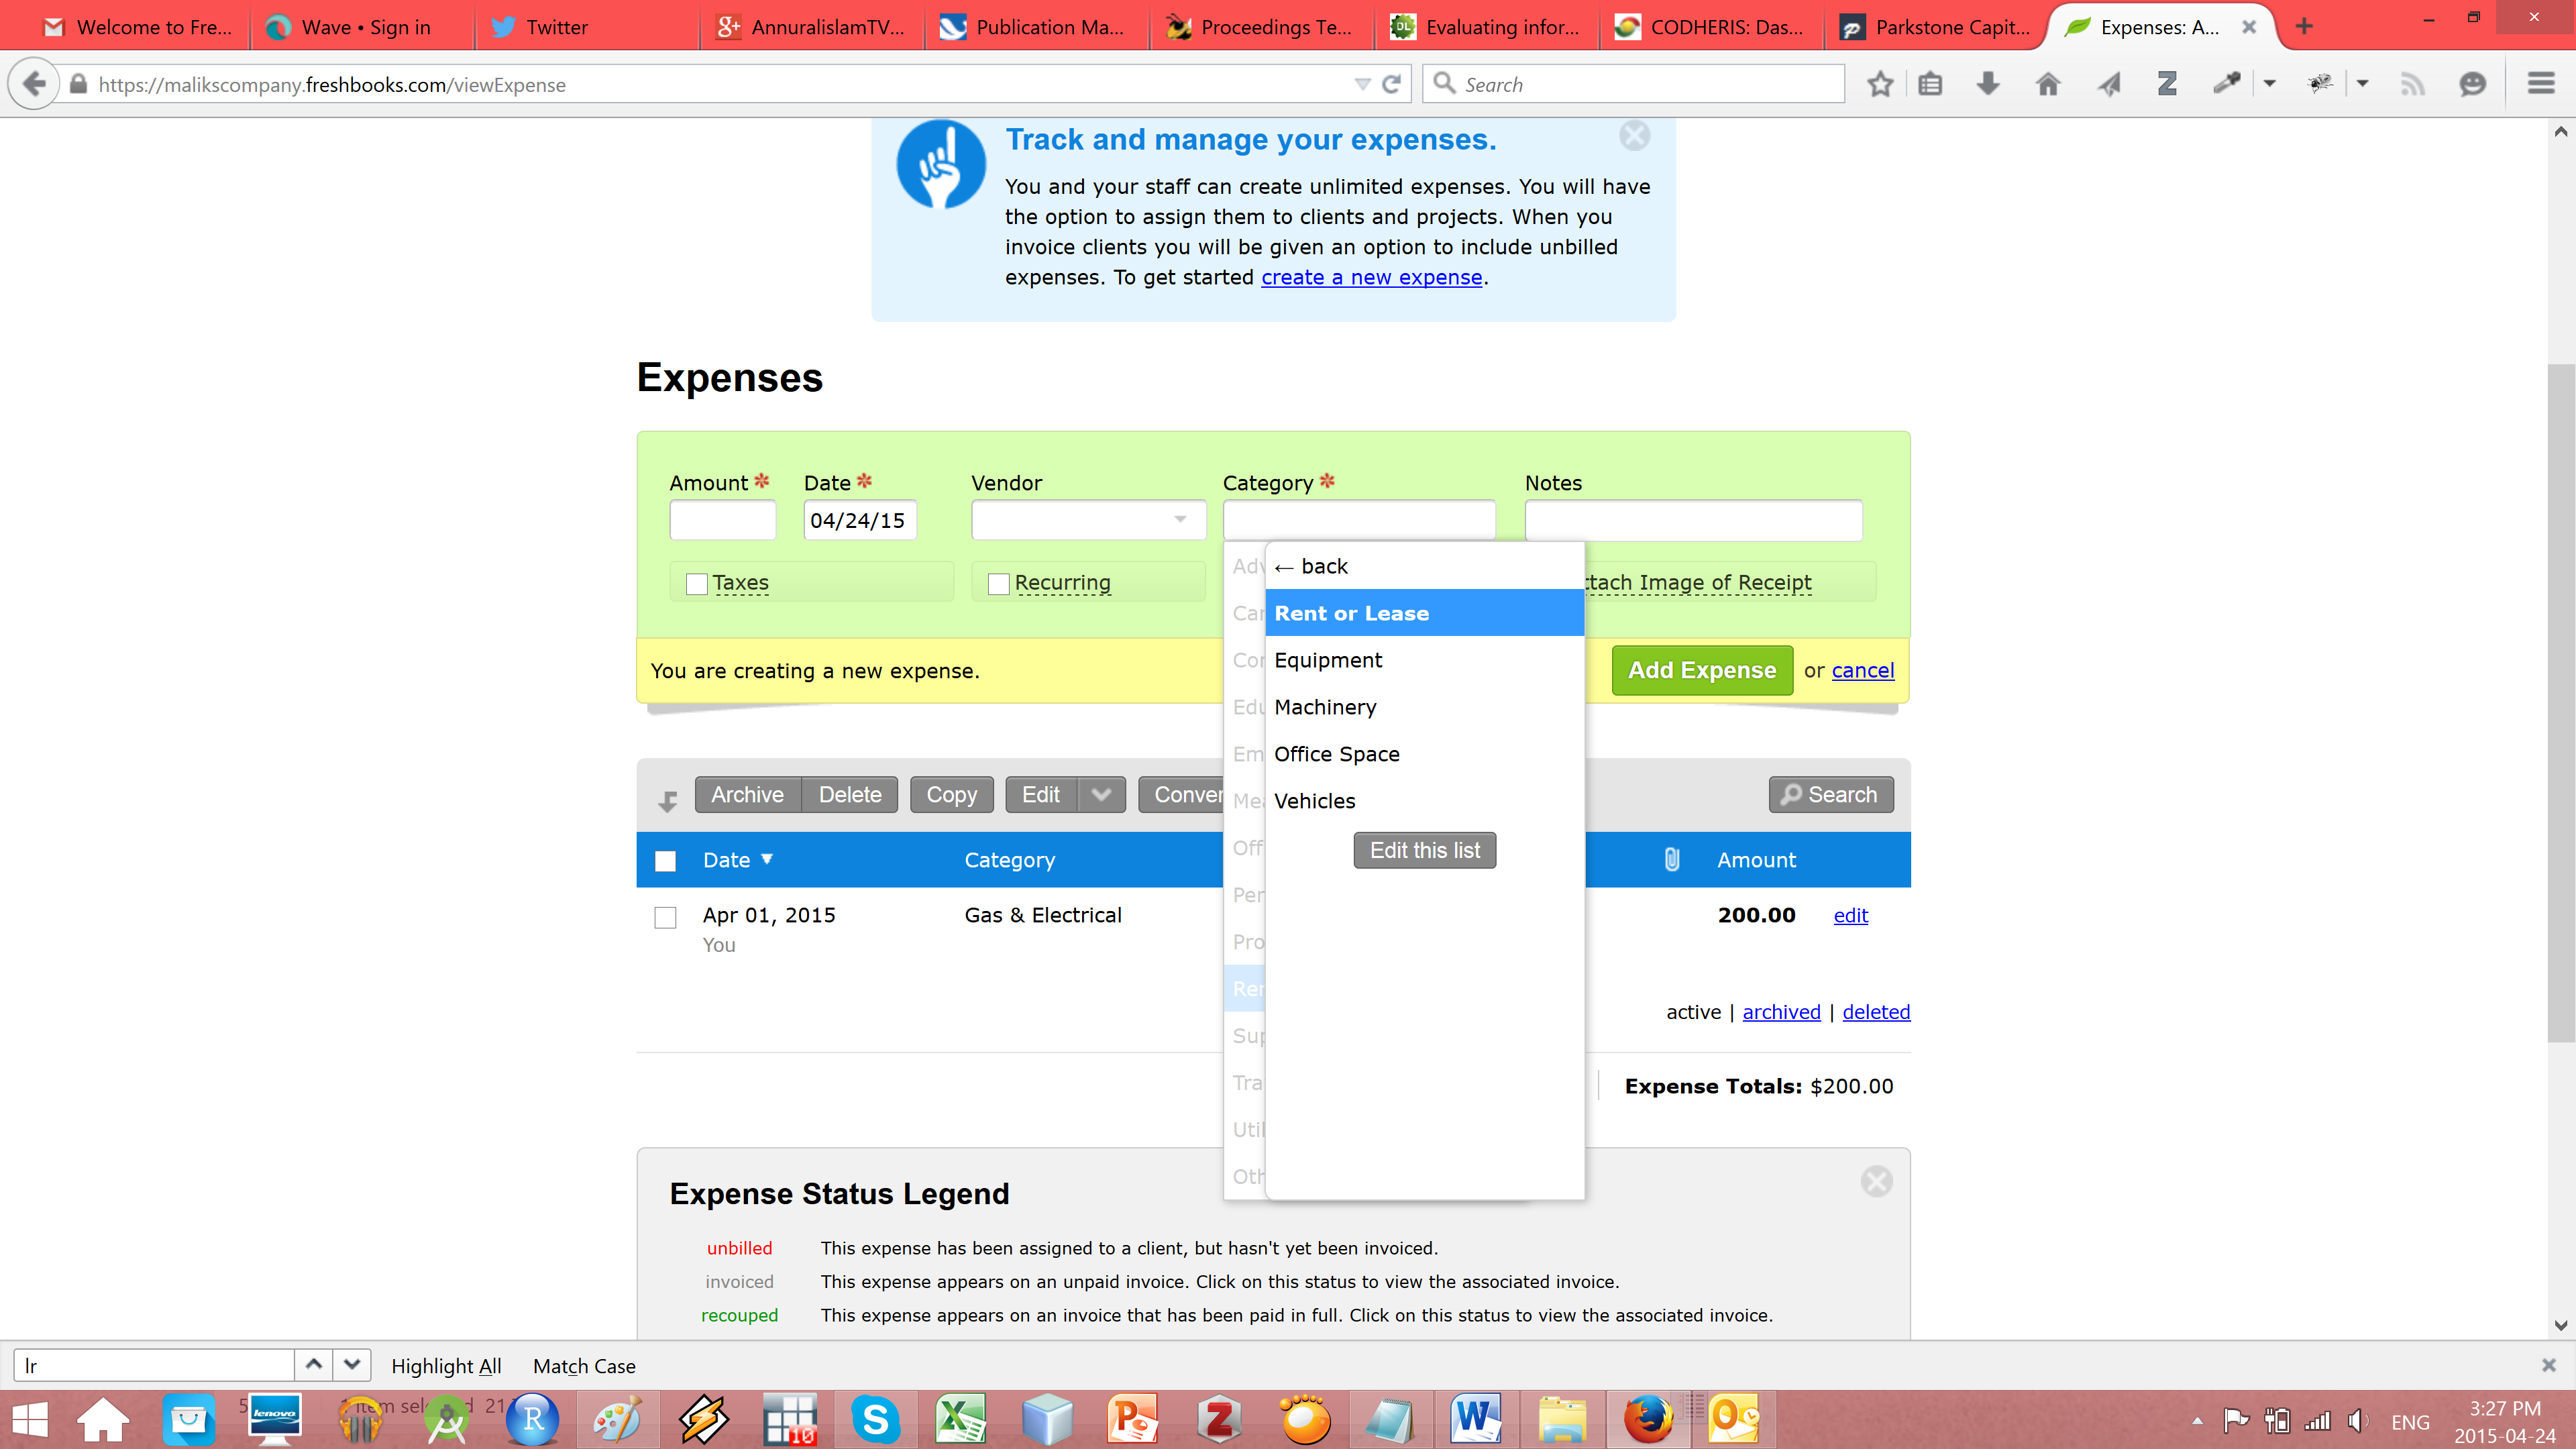 Welcome to Fre...
Wave • Sign in
Twitter
AnnuralislamTV...
Publication Ma...
Proceedings Te...
Evaluating infor...
CODHERIS: Das...
Parkstone Capit...
Expenses: A...
https://malikscompany.freshbooks.com/viewExpense
Search
Track and manage your expenses.
You and your staff can create unlimited expenses. You will have
the option to assign them to clients and projects. When you
invoice clients you will be given an option to include unbilled
expenses. To get started create a new expense.
Expenses
Amount * Date * Vendor Category * Notes
04/24/15
Taxes Recurring ttach Image of Receipt
Adv ← back
Car Rent or Lease
Con Equipment
Edu Machinery
Em Office Space
Mea Vehicles
Off Edit this list
Per
Pro
Ren
Sup
Tra
Util
Oth
You are creating a new expense. Add Expense or cancel
Archive Delete Copy Edit Conver Search
Date Category Amount
Apr 01, 2015 Gas & Electrical 200.00 edit
You
active | archived | deleted
Expense Totals: $200.00
Expense Status Legend
unbilled This expense has been assigned to a client, but hasn't yet been invoiced.
invoiced This expense appears on an unpaid invoice. Click on this status to view the associated invoice.
recouped This expense appears on an invoice that has been paid in full. Click on this status to view the associated invoice.
lr Highlight All Match Case
lenovo
10
ENG
3:27 PM
2015-04-24